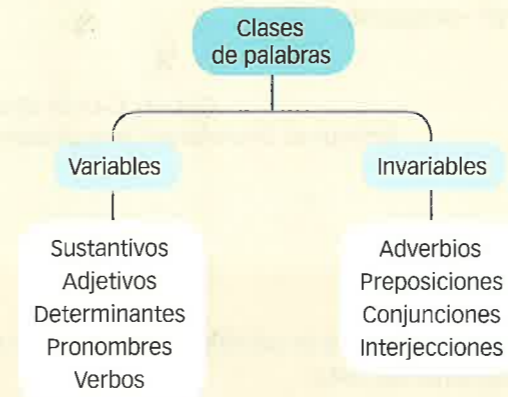 Clases
de palabras
Variables
Sustantivos
Adjetivos
Determinantes
Pronombres
Verbos
Invariables
Adverbios
Preposiciones
Conjunciones
Interjecciones